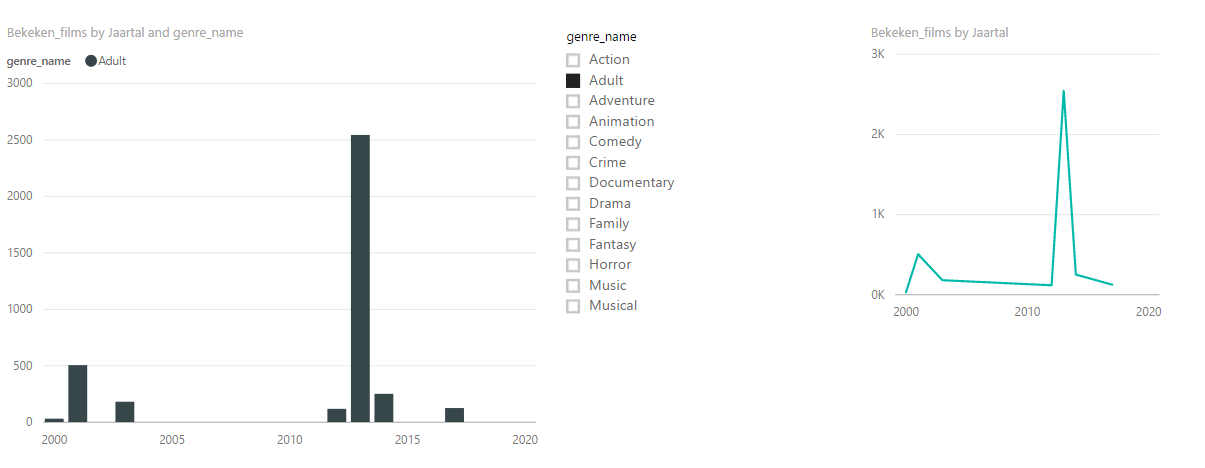 Bekeken_films by Jaartal and genre_name
genre_name Adult
3000
2500
2000
1500
1000
500
0
2000 2005 2010 2015 2020
genre_name
Action
Adult
Adventure
Animation
Comedy
Crime
Documentary
Drama
Family
Fantasy
Horror
Music
Musical
Bekeken_films by Jaartal
3K
2K
1K
0K
2000 2010 2020